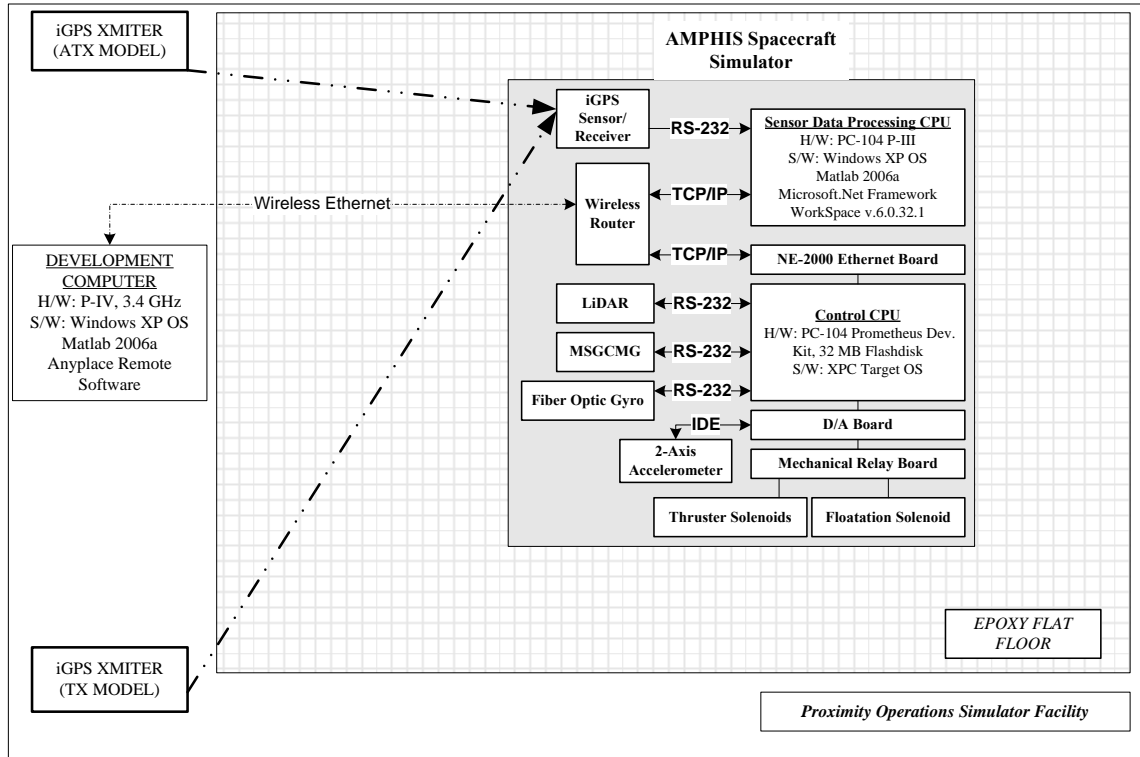 iGPS XMITER
(ATX MODEL)
AMPHIS Spacecraft
Simulator
iGPS
Sensor/
Receiver
RS-232
Sensor Data Processing CPU
H/W: PC-104 P-III
S/W: Windows XP OS
Matlab 2006a
Microsoft.Net Framework
WorkSpace v.6.0.32.1
Wireless
Router
TCP/IP
Wireless Ethernet
TCP/IP
NE-2000 Ethernet Board
DEVELOPMENT
COMPUTER
H/W: P-IV, 3.4 GHz
S/W: Windows XP OS
Matlab 2006a
Anyplace Remote
Software
LiDAR
RS-232
Control CPU
H/W: PC-104 Prometheus Dev.
Kit, 32 MB Flashdisk
S/W: XPC Target OS
MSGCMG
RS-232
Fiber Optic Gyro
RS-232
IDE
D/A Board
2-Axis
Accelerometer
Mechanical Relay Board
Thruster Solenoids
Floatation Solenoid
EPOXY FLAT
FLOOR
iGPS XMITER
(TX MODEL)
Proximity Operations Simulator Facility